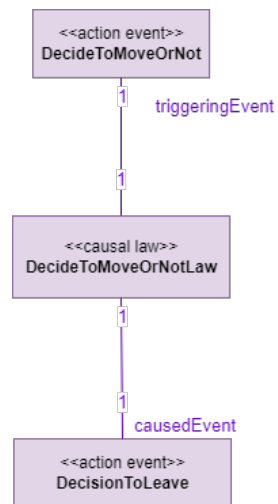 <<action event>>
DecideToMoveOrNot
1
triggeringEvent
1
<<causal law>>
DecideToMoveOrNotLaw
1
1
causedEvent
<<action event>>
DecisionToLeave